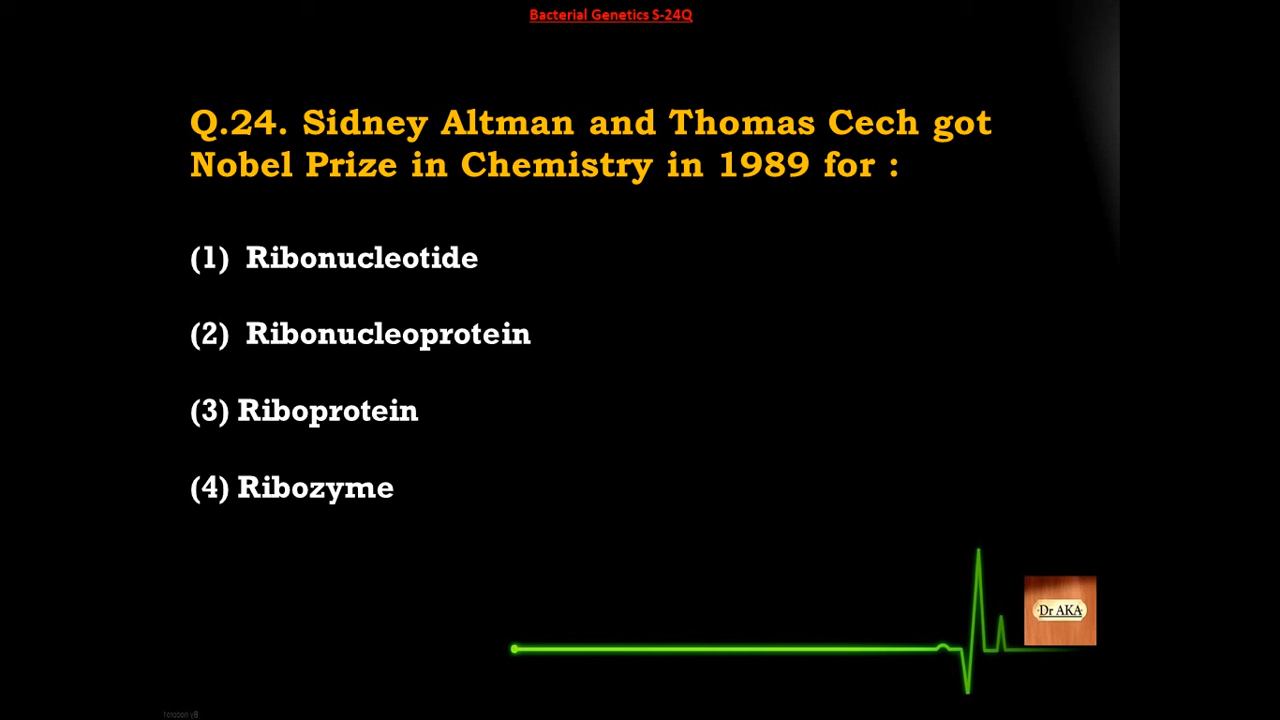 Bacterial Genetics S-24Q
Q.24. Sidney Altman and Thomas Cech got
Nobel Prize in Chemistry in 1989 for :
(1) Ribonucleotide
(2) Ribonucleoprotein
(3) Riboprotein
(4) Ribozyme
Dr AKA